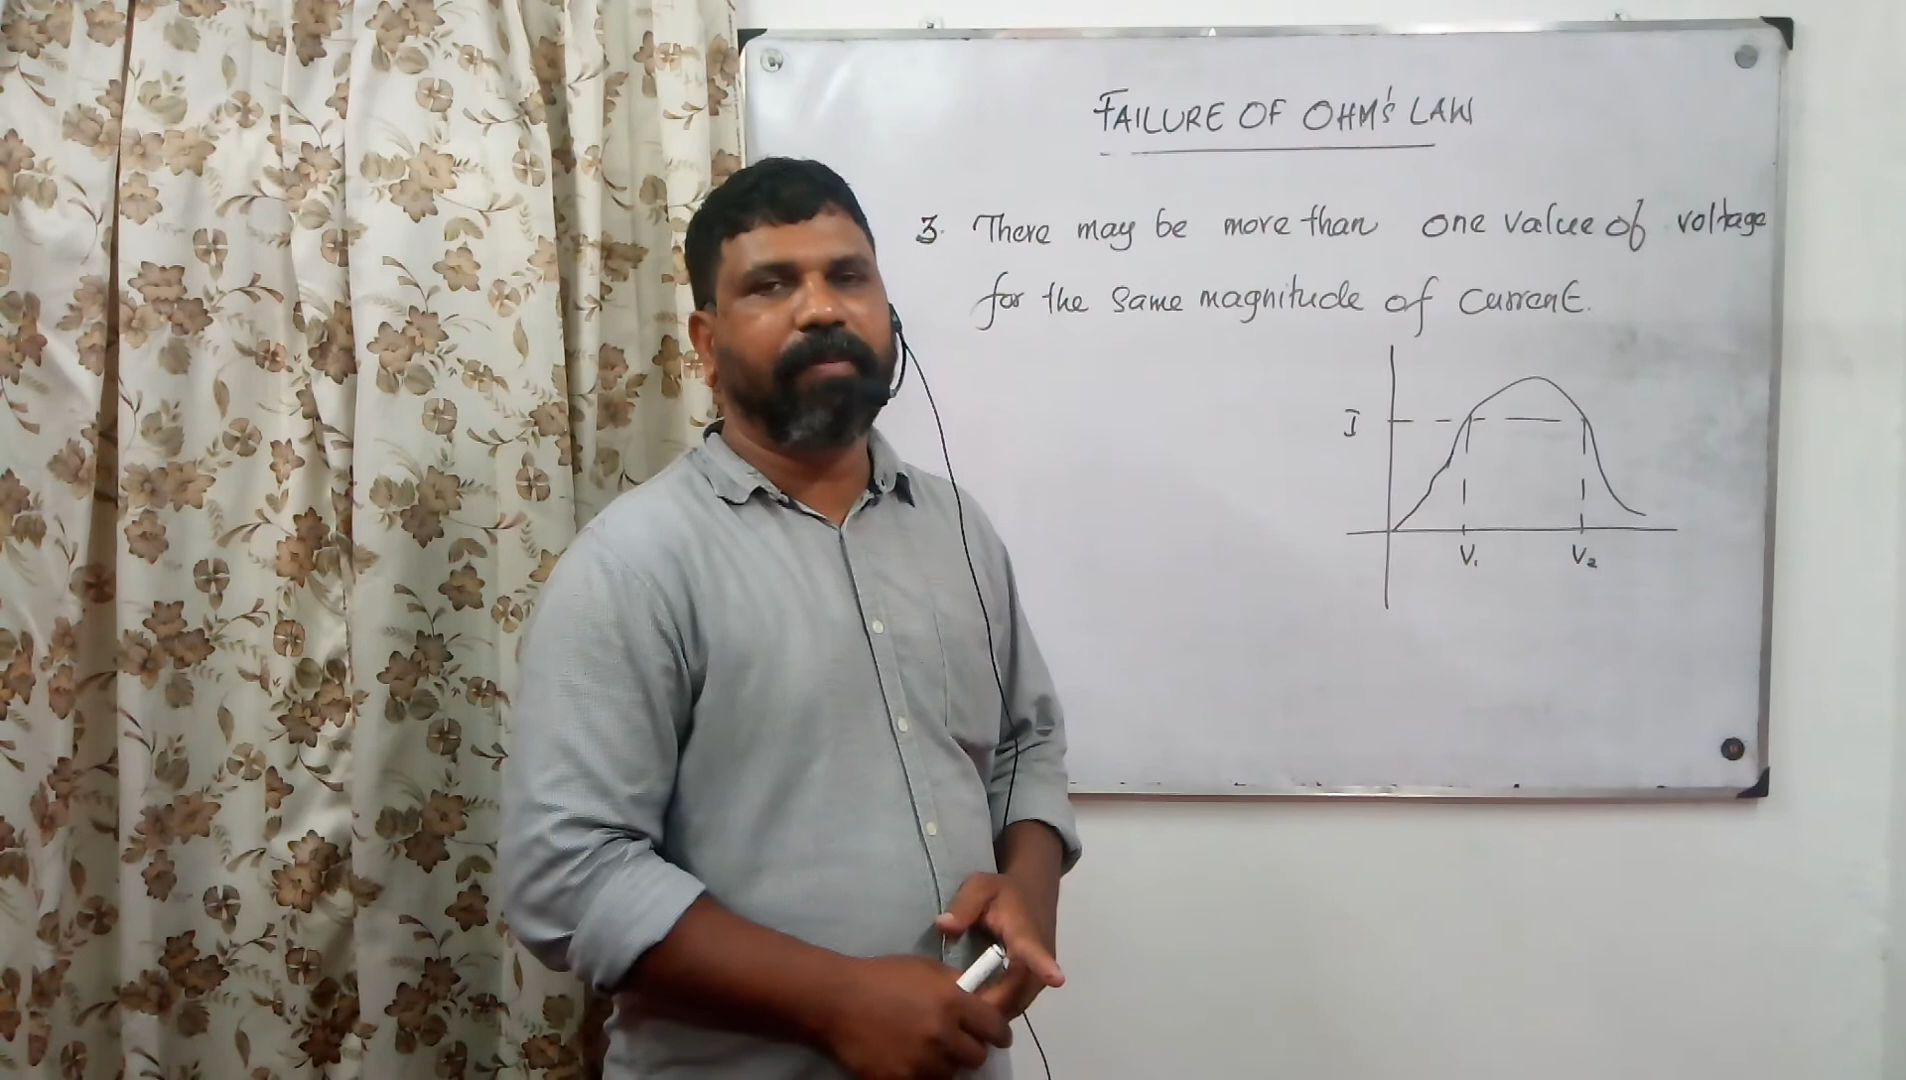 FAILURE OF OHM'S LAW
3. There may be more than one value of voltage
for the same magnitude of current.
I
V₁ V₂